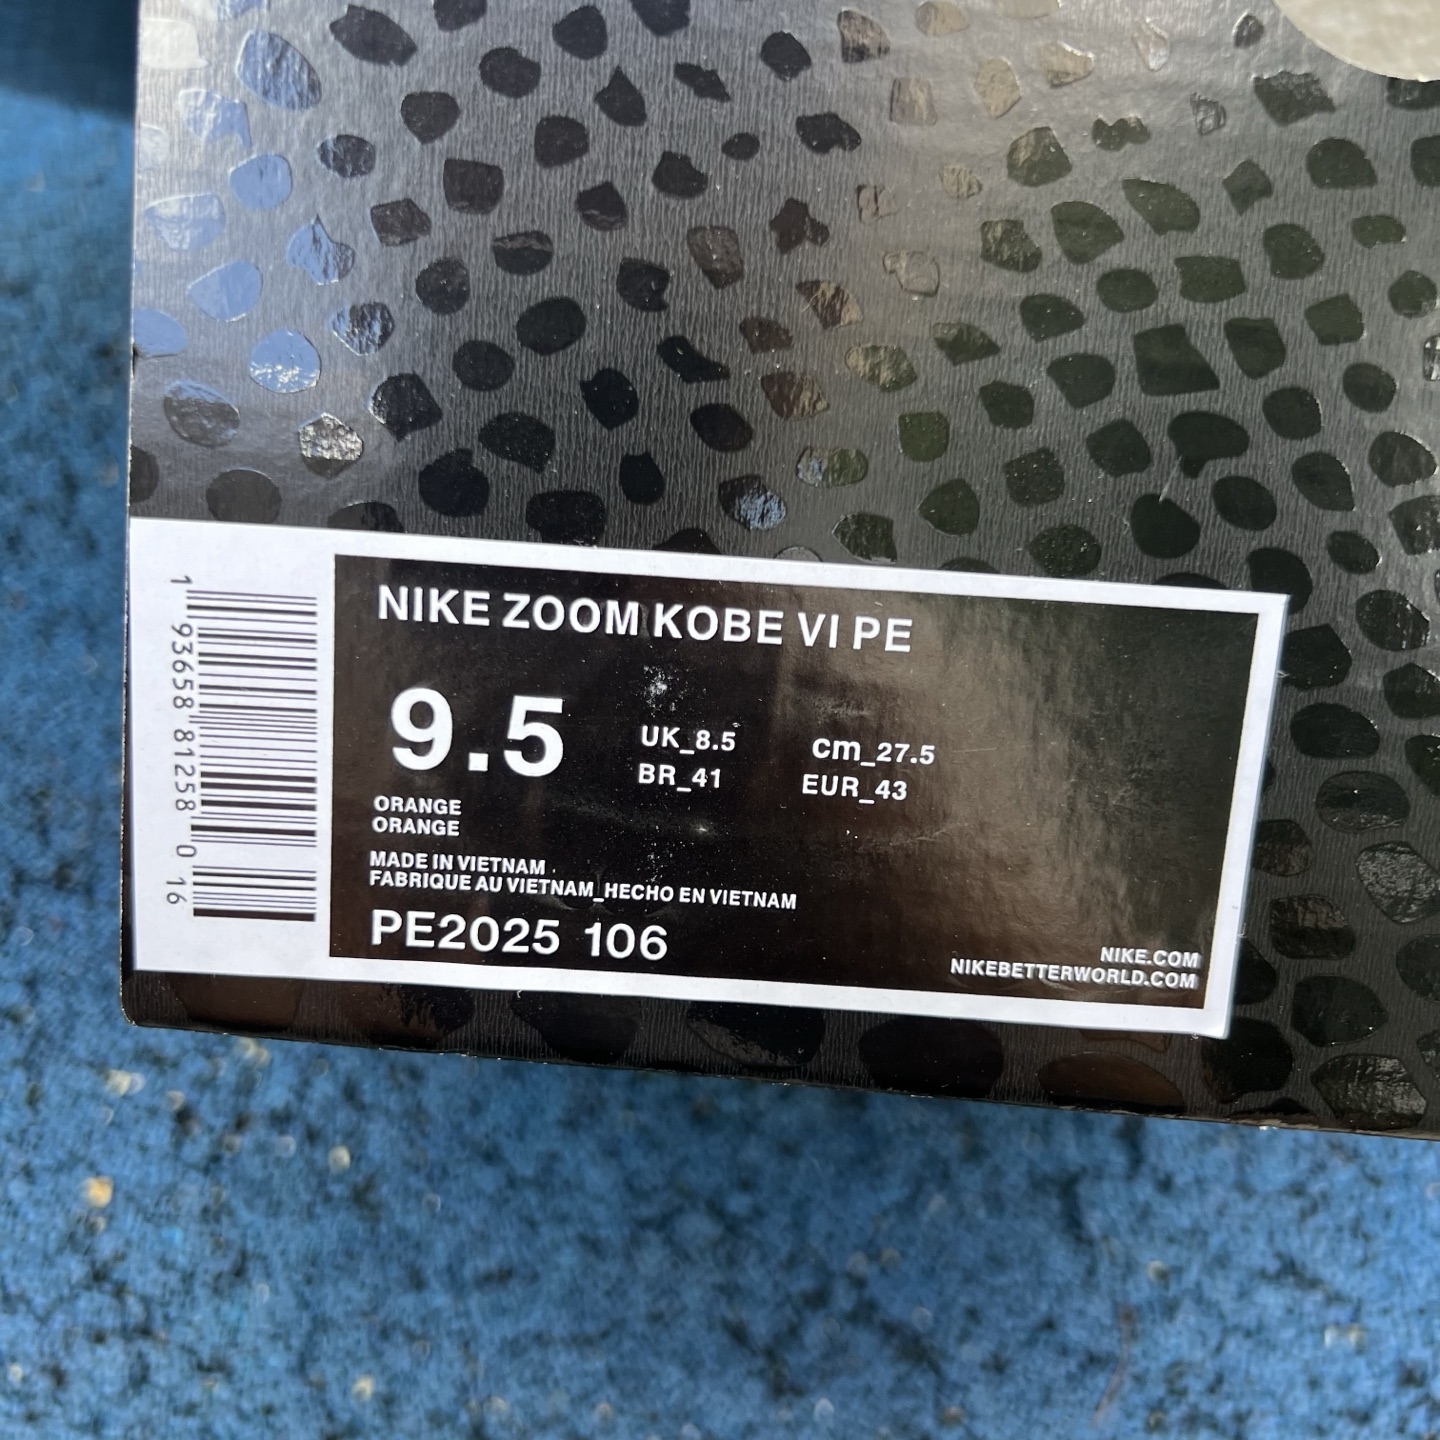 NIKE ZOOM KOBE VI PE
9.5
UK_8.5 cm_27.5
BR_41 EUR_43
ORANGE
ORANGE
MADE IN VIETNAM
FABRIQUE AU VIETNAM_HECHO EN VIETNAM
PE2025 106
NIKE.COM
NIKEBETTERWORLD.COM
1 93658 81258 0 16